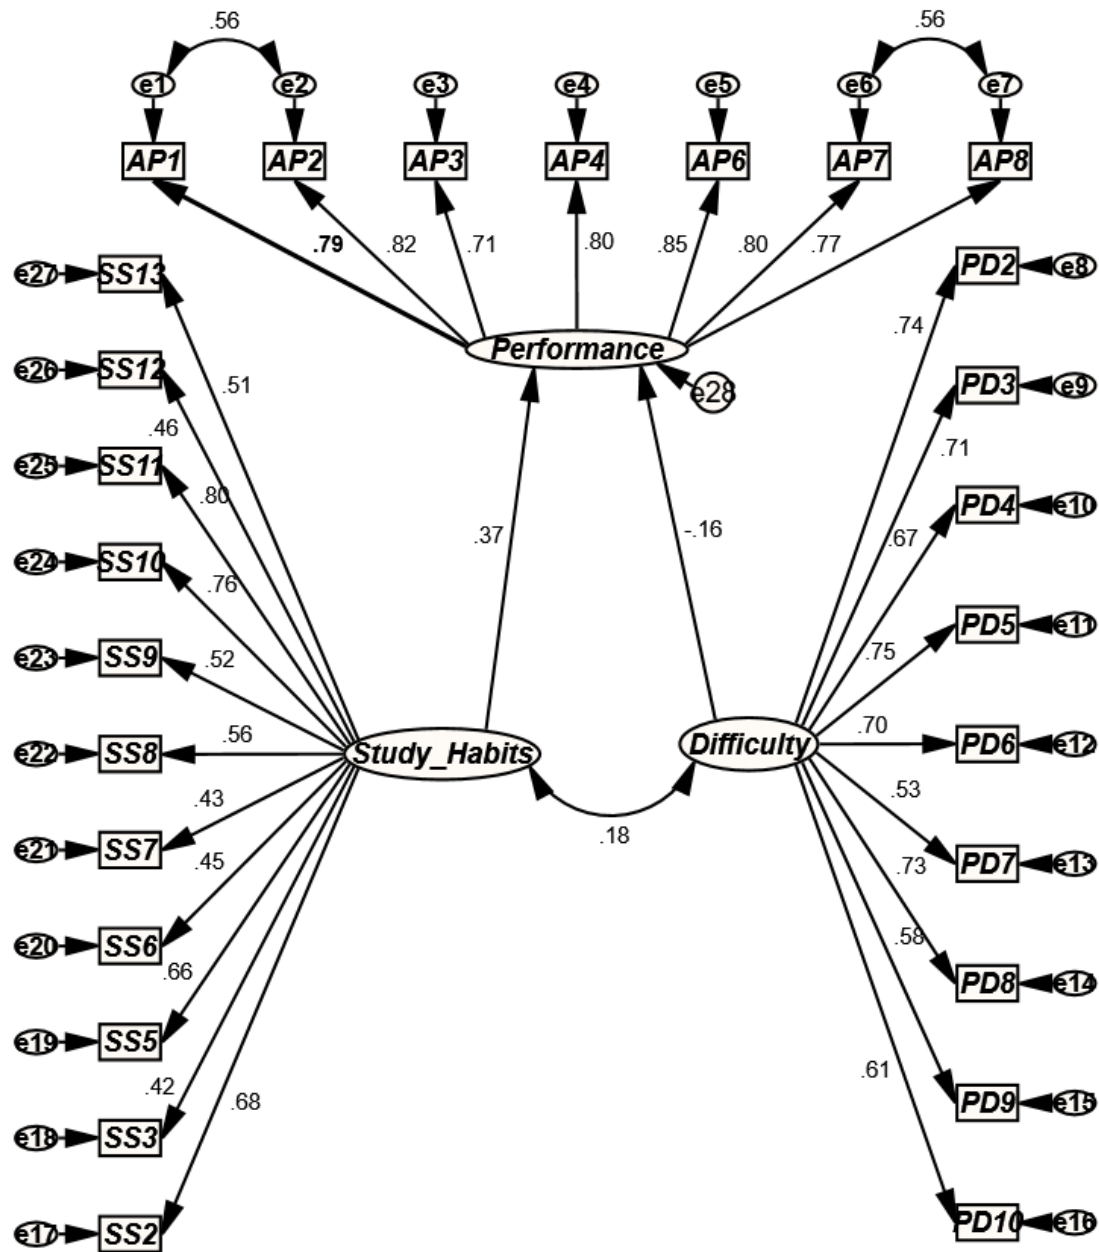 .56 .56
e1 e2 e3 e4 e5 e6 e7
AP1 AP2 AP3 AP4 AP6 AP7 AP8
.79 .82 .71 .80 .85 .80 .77
e27 SS13 PD2 e8
.74
Performance
e26 SS12 .51 PD3 e9
e28
.46 .71
e25 SS11 PD4 e10
.80 .37 -.16 .67
e24 SS10 .76
PD5 e11
e23 SS9 .52 .75
.56 .70
e22 SS8 Study_Habits Difficulty PD6 e12
.43 .53
.18
e21 SS7 PD7 e13
.45 .73
e20 SS6 .58
.66 PD8 e14
e19 SS5
.42 .68 .61
e18 SS3 PD9 e15
e17 SS2 PD10 e16